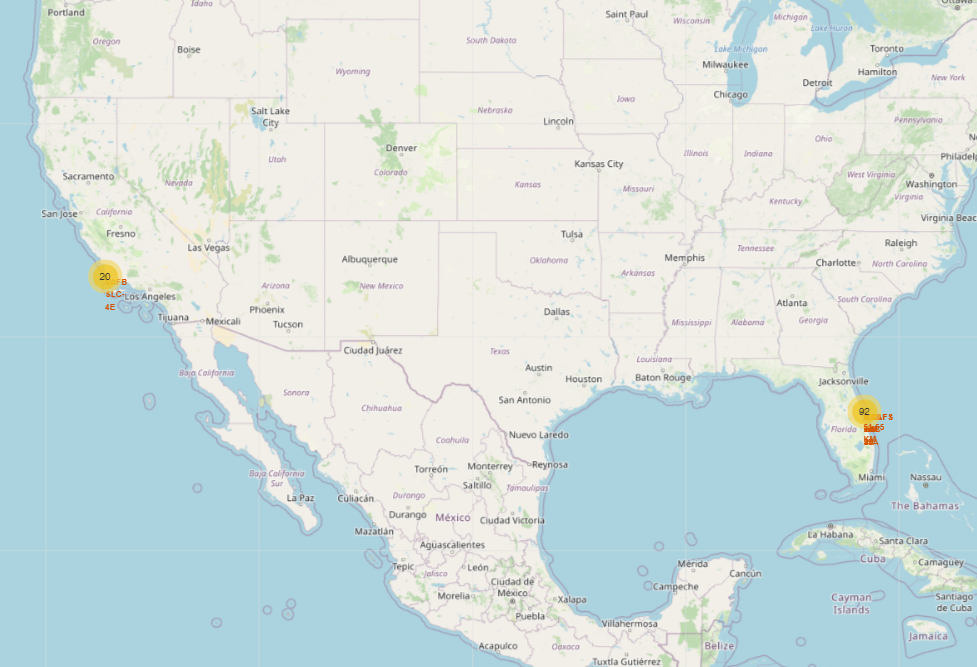 Ottawa
Idaho
Portland
Saint Paul
Wisconsin
Michigan
Lake Huron
Oregon
Boise
South Dakota
Lake Michigan
Toronto
Milwaukee
Hamilton
Wyoming
Detroit
New York
Chicago
Iowa
Salt Lake
City
Nebraska
Lincoln
Pennsylvania
Ohio
Denver
Illinois
Indiana
Utah
Kansas City
Sacramento
Colorado
West Virginia
Nevada
Kansas
Missouri
Washington
Virginia
Kentucky
San Jose
California
Virginia Beac
Fresno
Tulsa
Las Vegas
Raleigh
Tennessee
Albuquerque
Memphis
Charlotte
North Carolina
Oklahoma
20
Arkansas
Arizona
New Mexico
SLC-
Los Angeles
South Carolina
4E
Phoenix
Atlanta
Dallas
Tijuana
Mexicali
Tucson
Mississippi
Alabama
Georgia
Ciudad Juárez
Texas
Louisiana
Baja California
Austin
Houston
Baton Rouge
Jacksonville
Sonora
San Antonio
Chihuahua
92
Florida
Nuevo Laredo
Coahuila
Torreón
Monterrey
Reynosa
Baja California
Sur
Saltillo
Tamaulipas
Miami
Nassau
La Paz
Culiacán
Durango
The Bahamas
Durango
México
Ciudad Victoria
Mazatlán
La Habana
Santa Clara
Aguascalientes
Cuba
Camaguey
Tepic
León
Mérida
Cancún
Jalisco
Ciudad de
México
Campeche
Morelia
Xalapa
Cayman
Islands
Santiago
de Cuba
Puebla
Villahermosa
Jamaica
Acapulco
Oaxaca
Belize
Tuxtla Gutiérrez